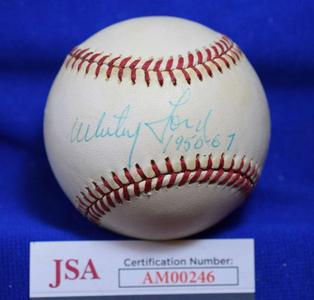 Whitey Ford
1950-67
JSA
Certification Number:
AM00246